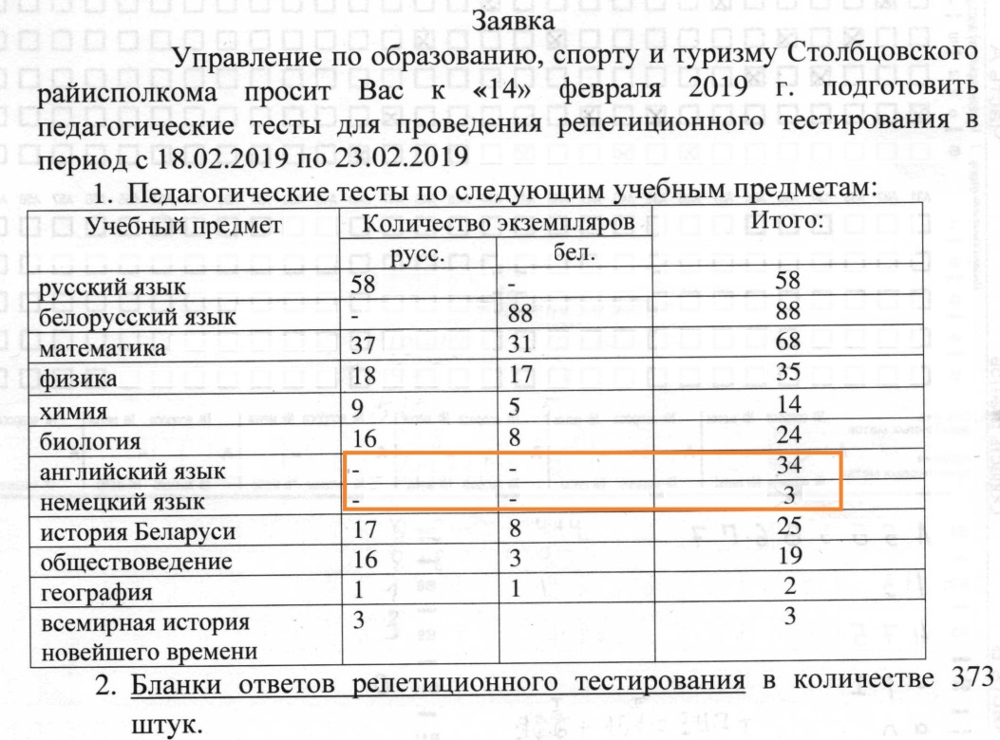 Заявка
Управление по образованию, спорту и туризму Столбцовского
райисполкома просит Вас к «14» февраля 2019 г. подготовить
педагогические тесты для проведения репетиционного тестирования в
период с 18.02.2019 по 23.02.2019
1. Педагогические тесты по следующим учебным предметам:
Учебный предмет Количество экземпляров Итого:
русс. бел.
русский язык 58 - 58
белорусский язык - 88 88
математика 37 31 68
физика 18 17 35
химия 9 5 14
биология 16 8 24
английский язык - - 34
немецкий язык - - 3
история Беларуси 17 8 25
обществоведение 16 3 19
география 1 1 2
всемирная история 3 3
новейшего времени
2. Бланки ответов репетиционного тестирования в количестве 373
штук.